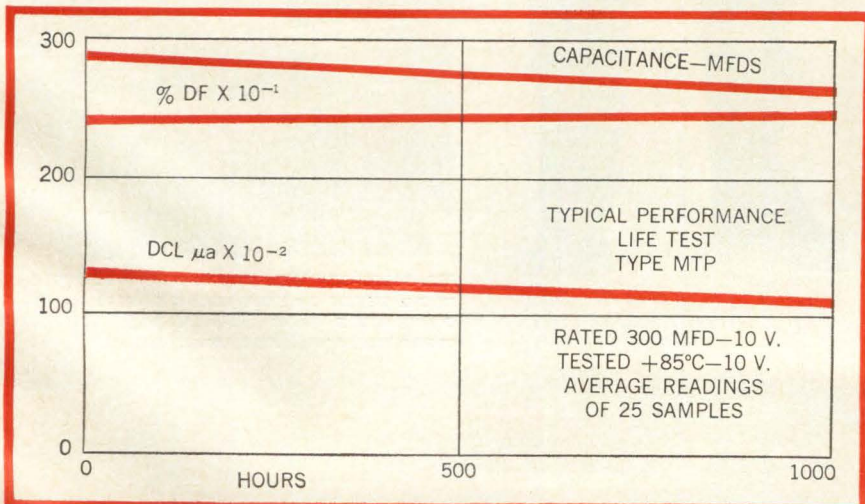 300
CAPACITANCE—MFDS
% DF X 10⁻¹
200
TYPICAL PERFORMANCE
LIFE TEST
TYPE MTP
DCL μa X 10⁻²
100
RATED 300 MFD—10 V.
TESTED +85°C—10 V.
AVERAGE READINGS
OF 25 SAMPLES
0
0
HOURS
500
1000